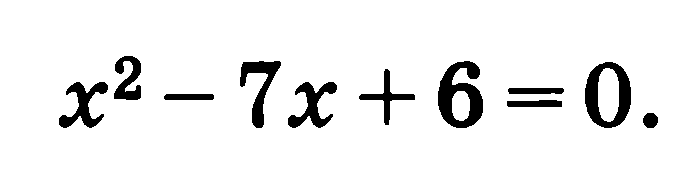 x² − 7x + 6 = 0.